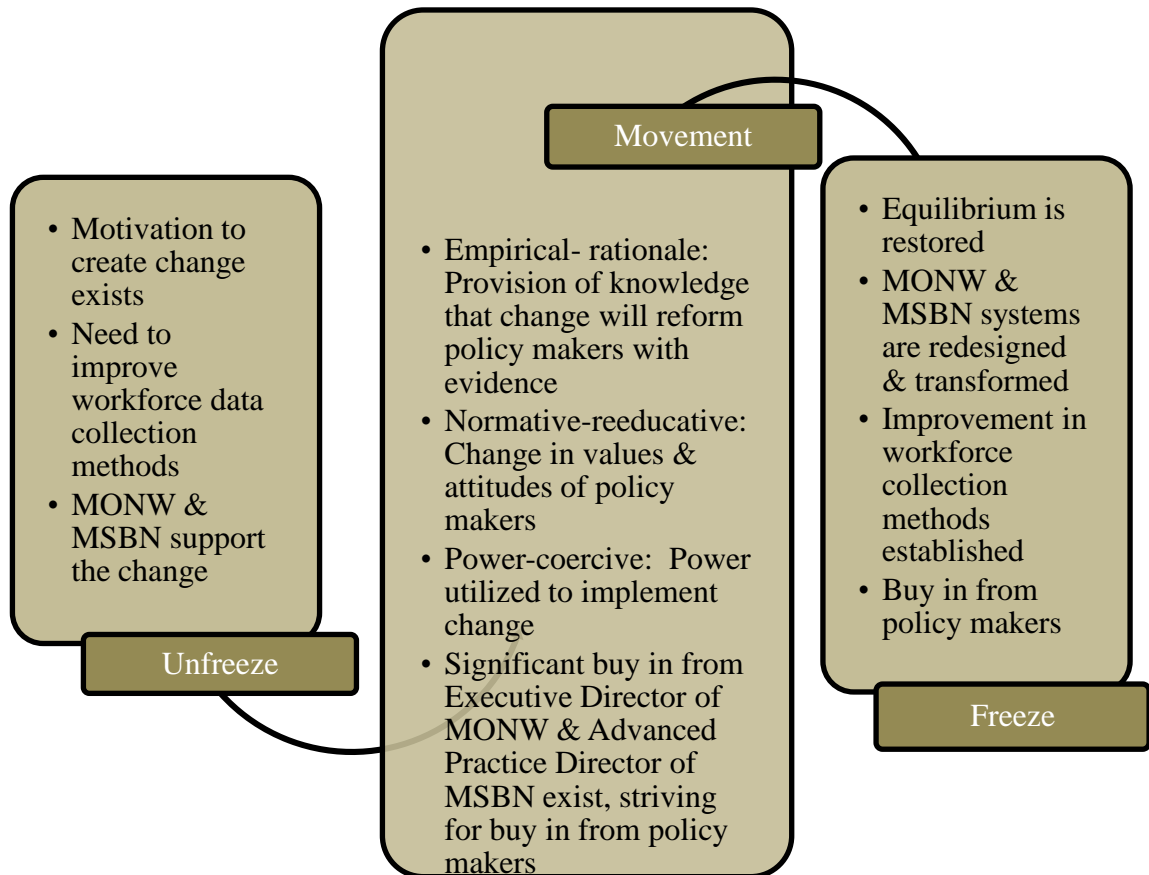 • Motivation to
create change
exists
• Need to
improve
workforce data
collection
methods
• MONW &
MSBN support
the change
Unfreeze
Movement
• Empirical- rationale:
Provision of knowledge
that change will reform
policy makers with
evidence
• Normative-reeducative:
Change in values &
attitudes of policy
makers
• Power-coercive:  Power
utilized to implement
change
• Significant buy in from
Executive Director of
MONW & Advanced
Practice Director of
MSBN exist, striving
for buy in from policy
makers
• Equilibrium is
restored
• MONW &
MSBN systems
are redesigned
& transformed
• Improvement in
workforce
collection
methods
established
• Buy in from
policy makers
Freeze